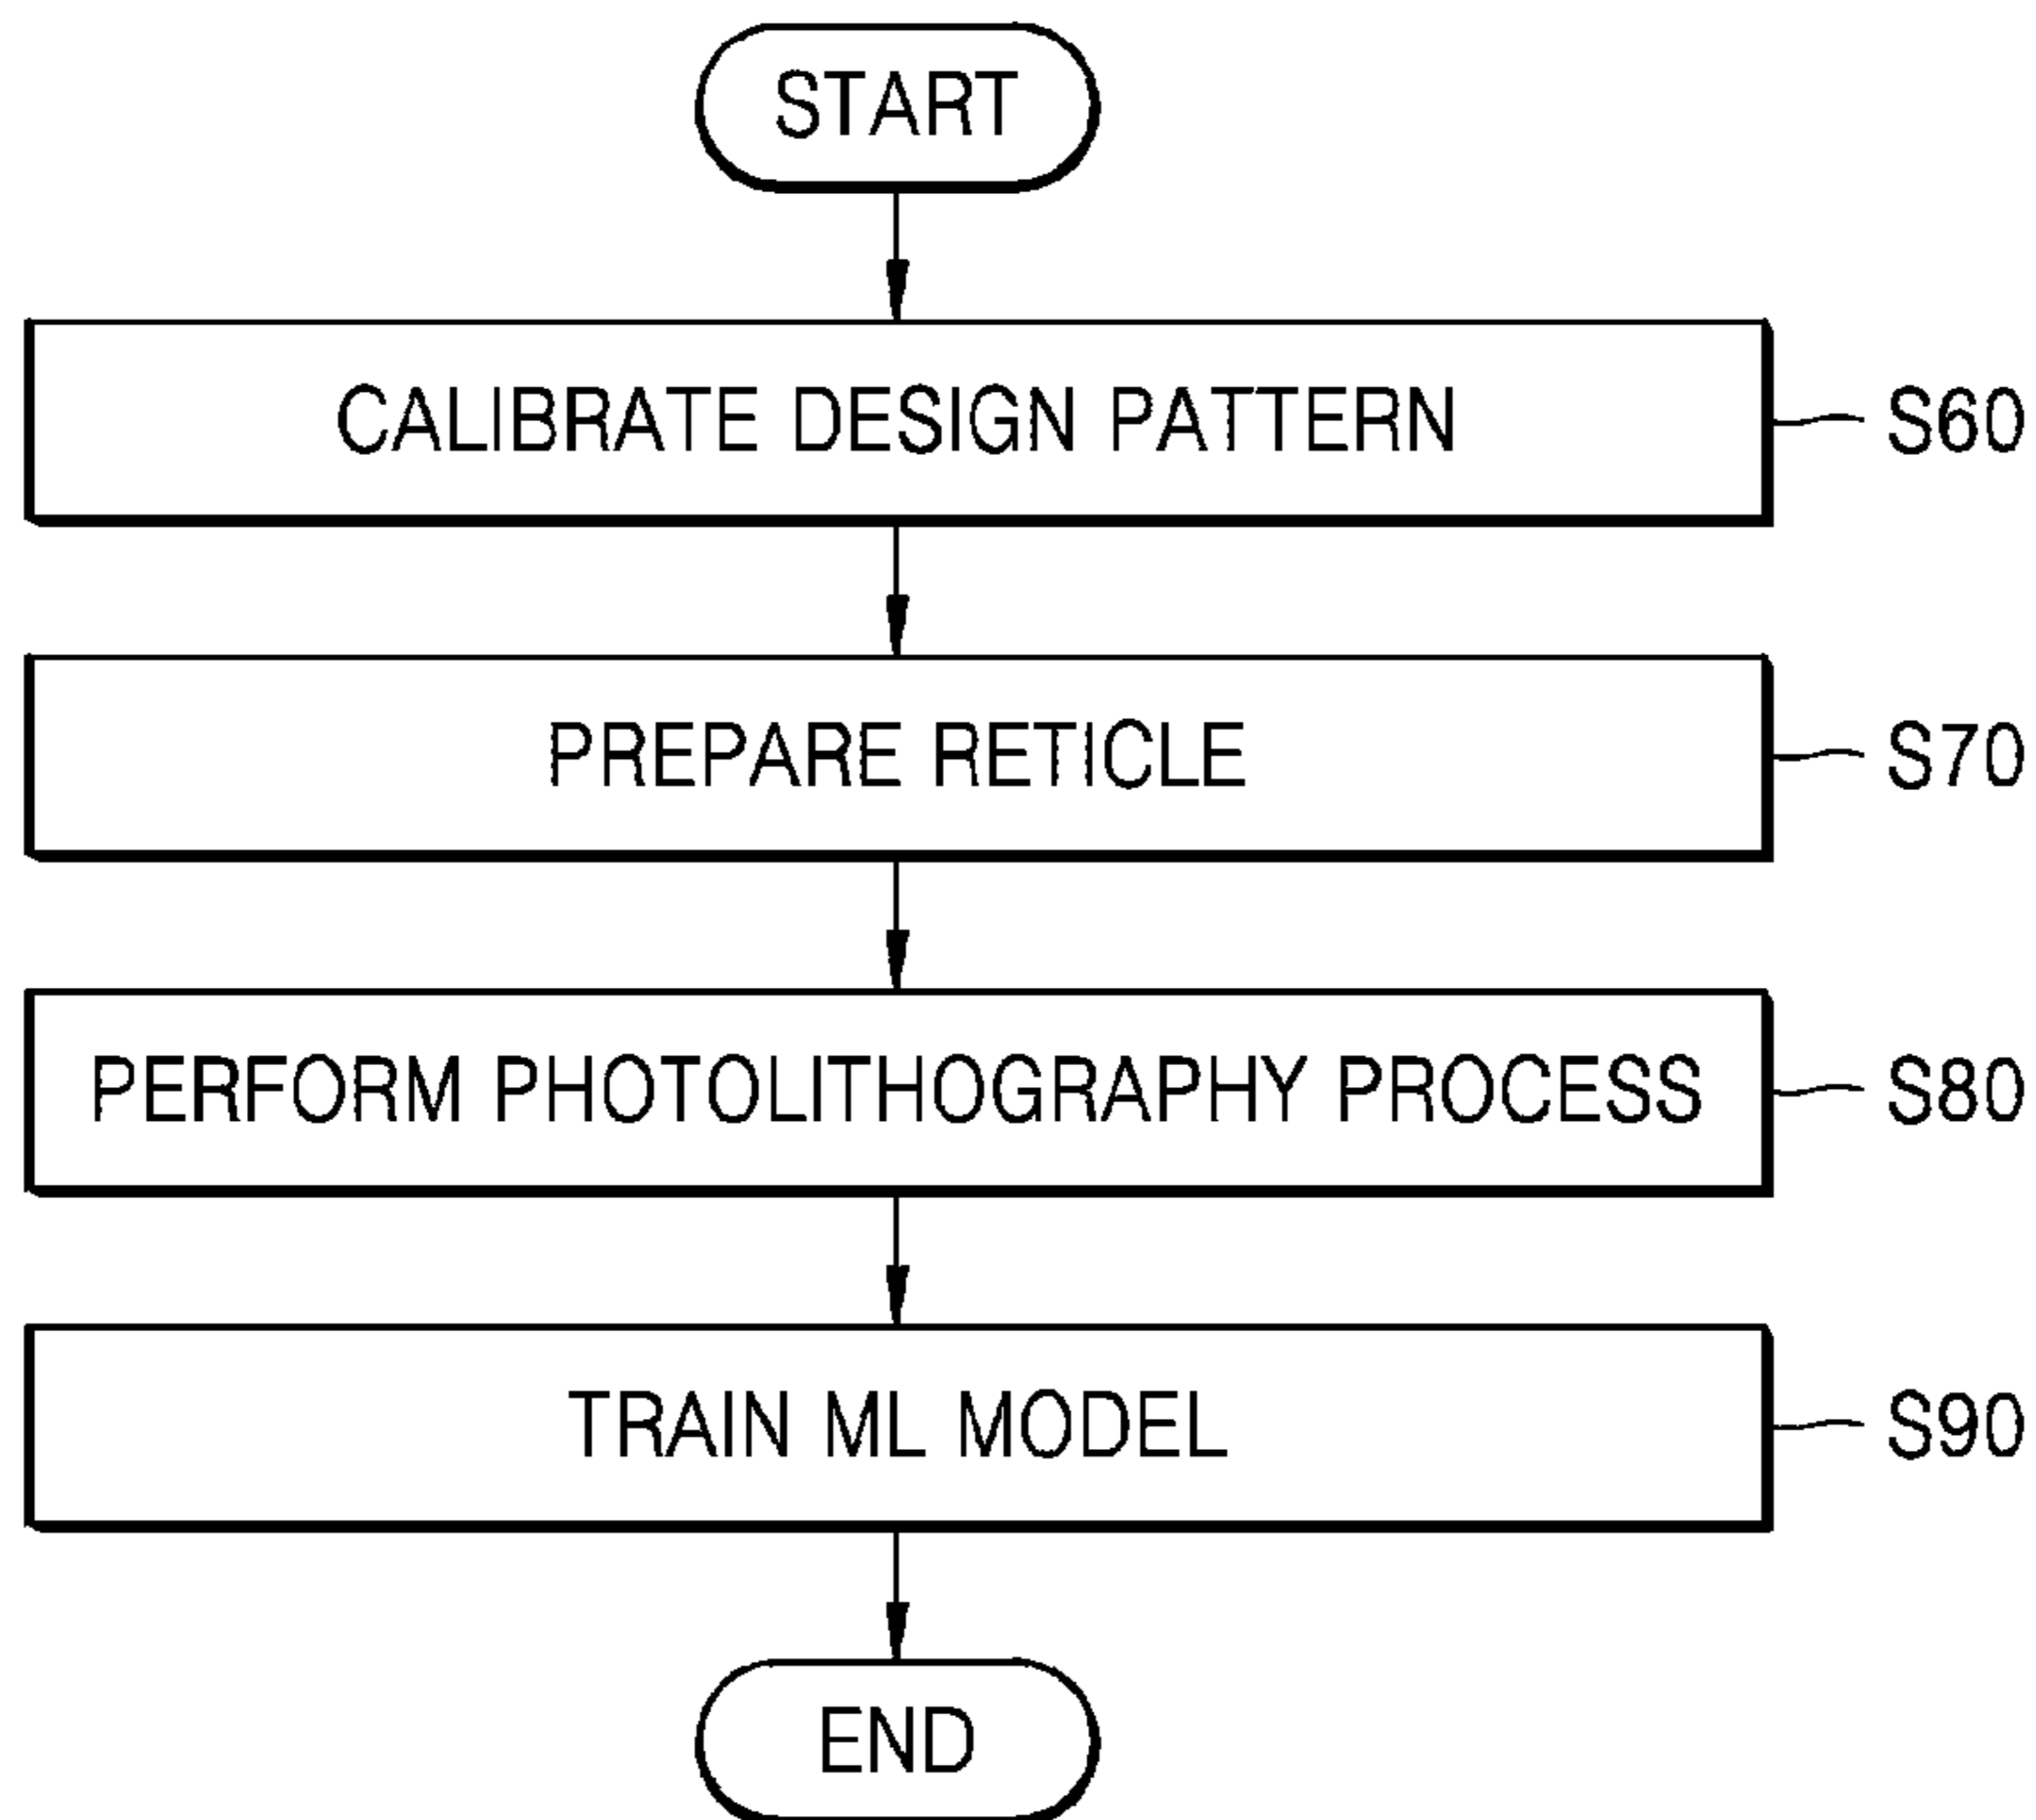 START
CALIBRATE DESIGN PATTERN
S60
PREPARE RETICLE
S70
PERFORM PHOTOLITHOGRAPHY PROCESS
S80
TRAIN ML MODEL
S90
END